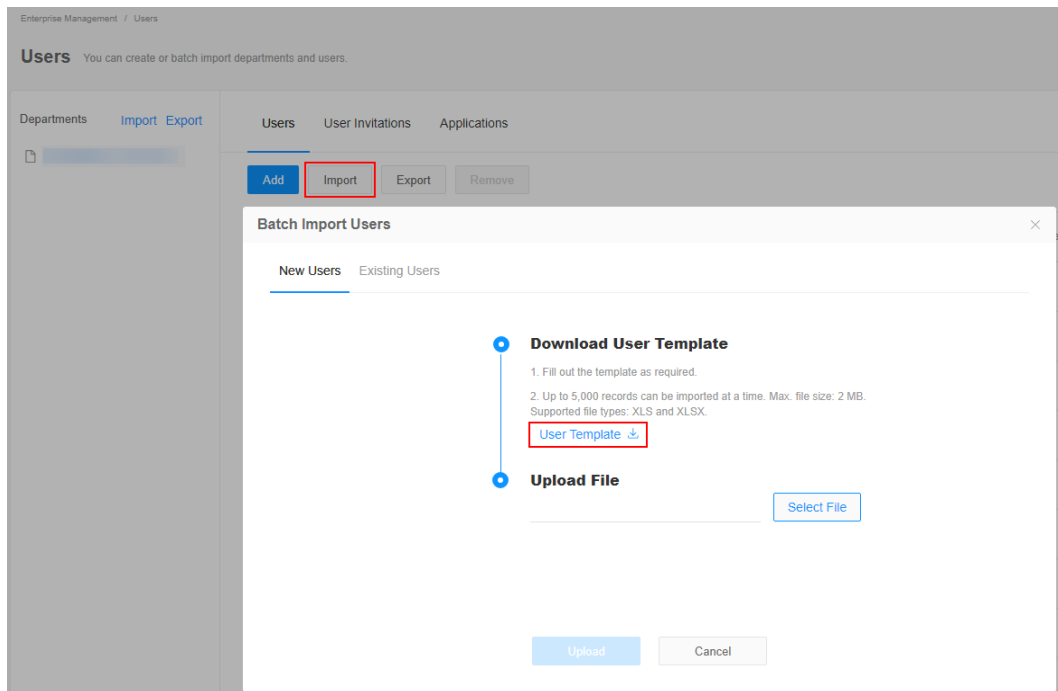 Enterprise Management / Users
Users You can create or batch import departments and users.
Departments Import Export
Users User Invitations Applications
Add Import Export Remove
Batch Import Users
New Users Existing Users
Download User Template
1. Fill out the template as required.
2. Up to 5,000 records can be imported at a time. Max. file size: 2 MB.
Supported file types: XLS and XLSX.
User Template
Upload File
Select File
Upload Cancel